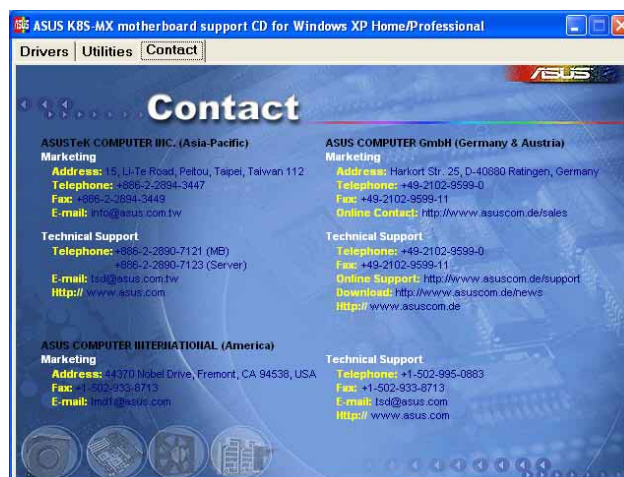 ASUS K8S-MX motherboard support CD for Windows XP Home/Professional
Drivers Utilities Contact
ASUS
Contact
ASUSTeK COMPUTER INC. (Asia-Pacific)
Marketing
Address: 15, Li-Te Road, Peitou, Taipei, Taiwan 112
Telephone: +886-2-2894-3447
Fax: +886-2-2894-3449
E-mail: info@asus.com.tw
Technical Support
Telephone: +886-2-2890-7121 (MB)
+886-2-2890-7123 (Server)
E-mail: tsd@asus.com.tw
Http:// www.asus.com
ASUS COMPUTER GmbH (Germany & Austria)
Marketing
Address: Harkort Str. 25, D-40880 Ratingen, Germany
Telephone: +49-2102-9599-0
Fax: +49-2102-9599-11
Online Contact: http://www.asuscom.de/sales
Technical Support
Telephone: +49-2102-9599-0
Fax: +49-2102-9599-11
Online Support: http://www.asuscom.de/support
Download: http://www.asuscom.de/news
Http:// www.asuscom.de
ASUS COMPUTER INTERNATIONAL (America)
Marketing
Address: 44370 Nobel Drive, Fremont, CA 94538, USA
Fax: +1-502-933-8713
E-mail: tmd1@asus.com
Technical Support
Telephone: +1-502-995-0883
Fax: +1-502-933-8713
E-mail: tsd@asus.com
Http:// www.asus.com